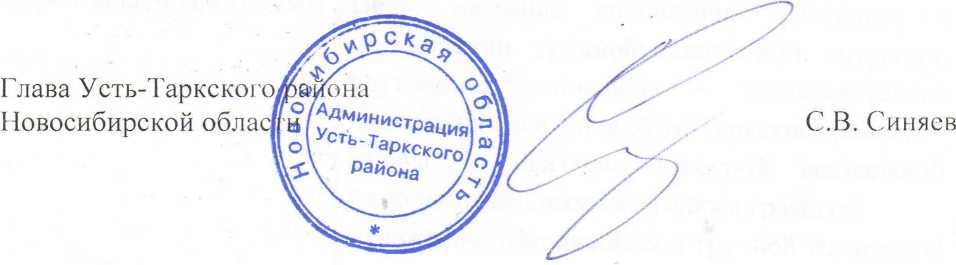 Глава Усть-Таркского района
Новосибирской области
С.В. Синяев
Новосибирская область
Администрация
Усть-Таркского
района
*